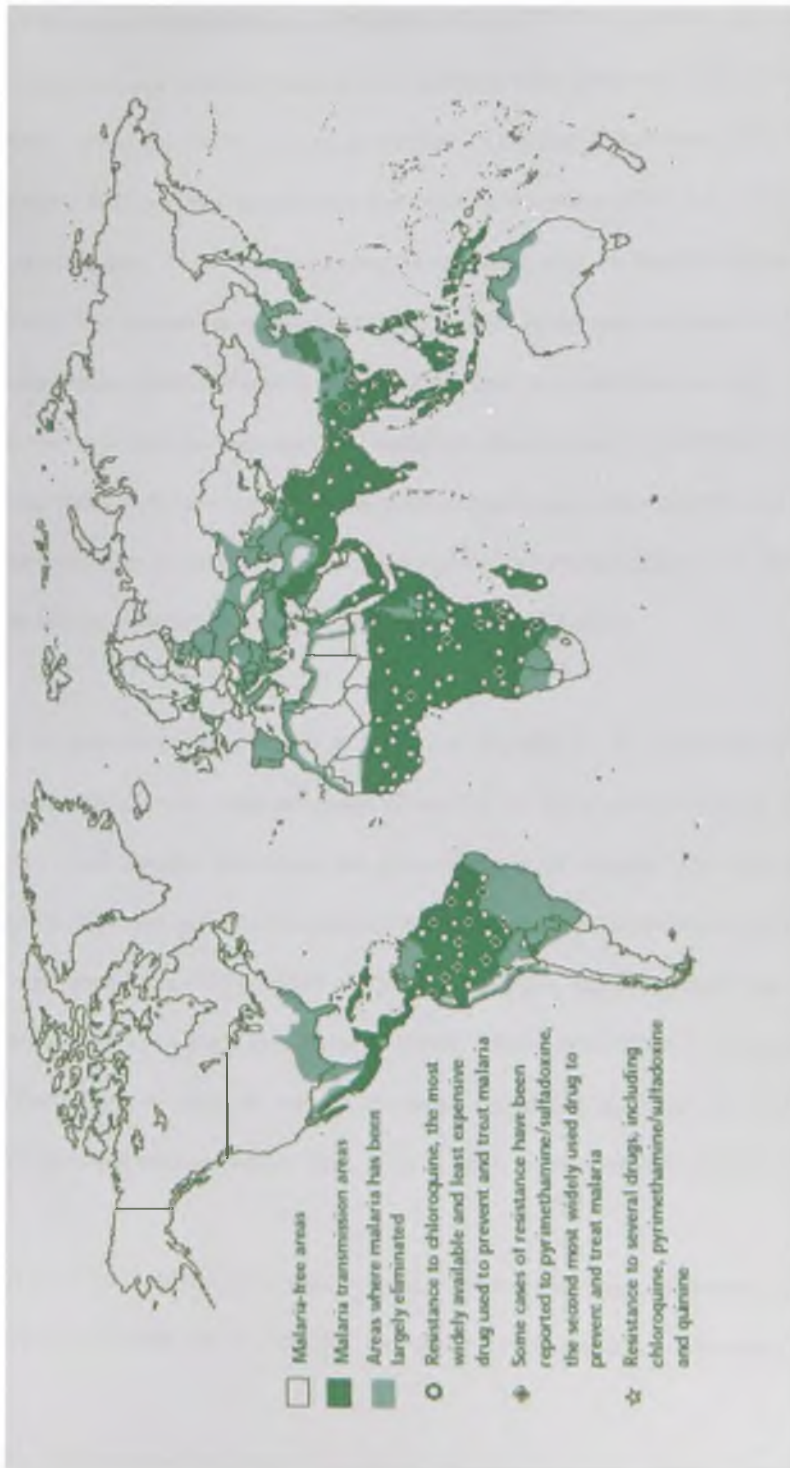 Malaria-free areas
Malaria transmission areas
Areas where malaria has been
largely eliminated
Resistance to chloroquine, the most
widely available and least expensive
drug used to prevent and treat malaria
Some cases of resistance have been
reported to pyrimethamine/sulfadoxine,
the second most widely used drug to
prevent and treat malaria
Resistance to several drugs, including
chloroquine, pyrimethamine/sulfadoxine
and quinine